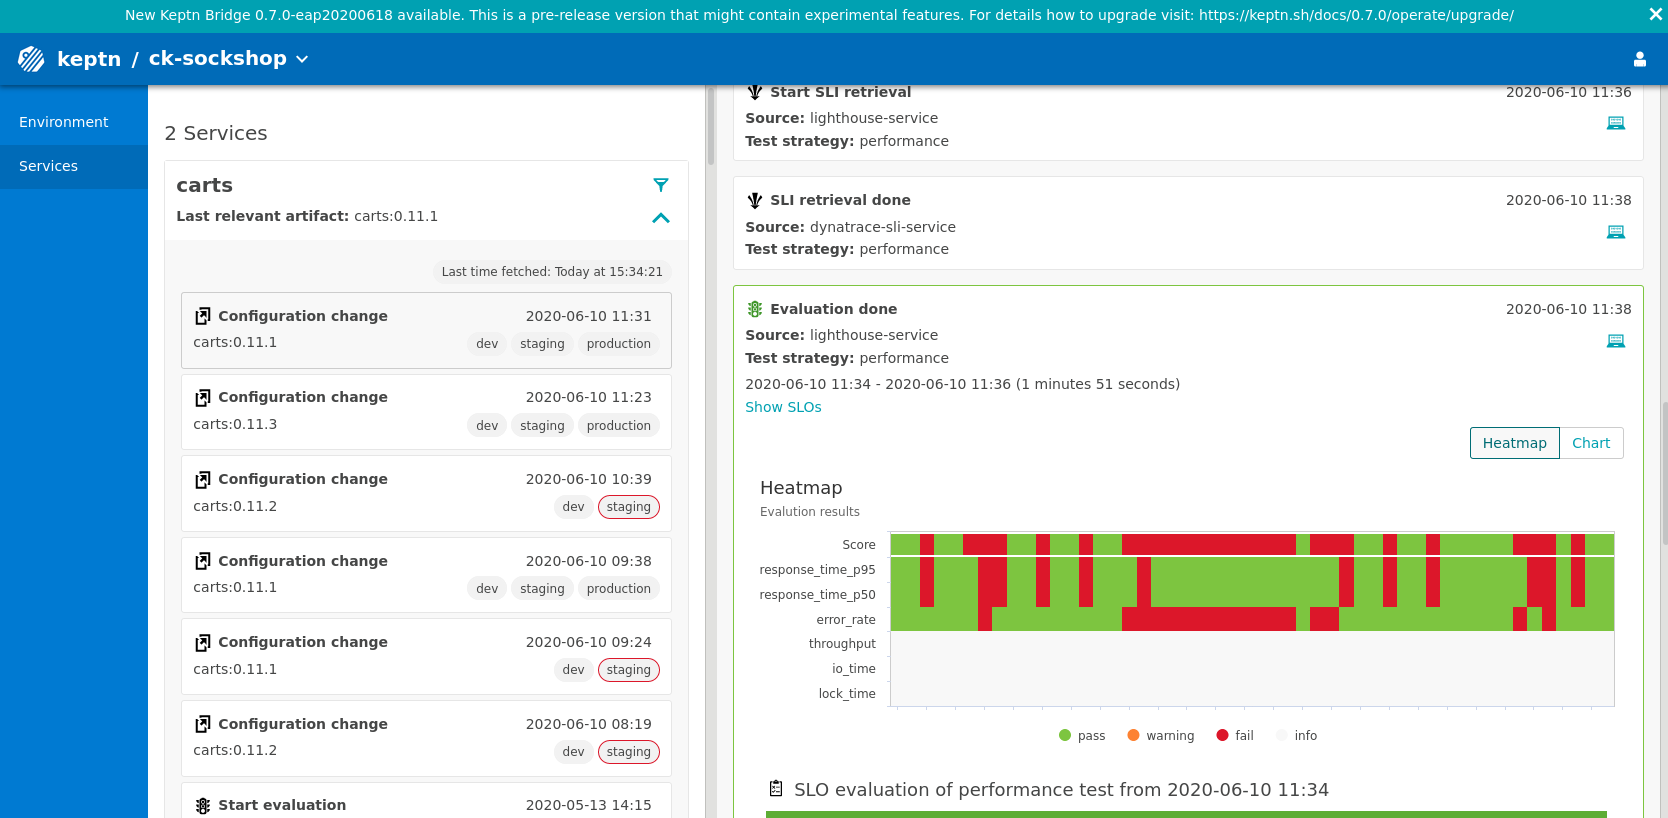 New Keptn Bridge 0.7.0-eap20200618 available. This is a pre-release version that might contain experimental features. For details how to upgrade visit: https://keptn.sh/docs/0.7.0/operate/upgrade/
keptn / ck-sockshop
Environment
Services
2 Services
carts
Last relevant artifact: carts:0.11.1
Last time fetched: Today at 15:34:21
Configuration change 2020-06-10 11:31
carts:0.11.1 dev staging production
Configuration change 2020-06-10 11:23
carts:0.11.3 dev staging production
Configuration change 2020-06-10 10:39
carts:0.11.2 dev staging
Configuration change 2020-06-10 09:38
carts:0.11.1 dev staging production
Configuration change 2020-06-10 09:24
carts:0.11.1 dev staging
Configuration change 2020-06-10 08:19
carts:0.11.2 dev staging
Start evaluation 2020-05-13 14:15
Start SLI retrieval 2020-06-10 11:36
Source: lighthouse-service
Test strategy: performance
SLI retrieval done 2020-06-10 11:38
Source: dynatrace-sli-service
Test strategy: performance
Evaluation done 2020-06-10 11:38
Source: lighthouse-service
Test strategy: performance
2020-06-10 11:34 - 2020-06-10 11:36 (1 minutes 51 seconds)
Show SLOs
Heatmap Chart
Heatmap
Evalution results
Score
response_time_p95
response_time_p50
error_rate
throughput
io_time
lock_time
pass warning fail info
SLO evaluation of performance test from 2020-06-10 11:34